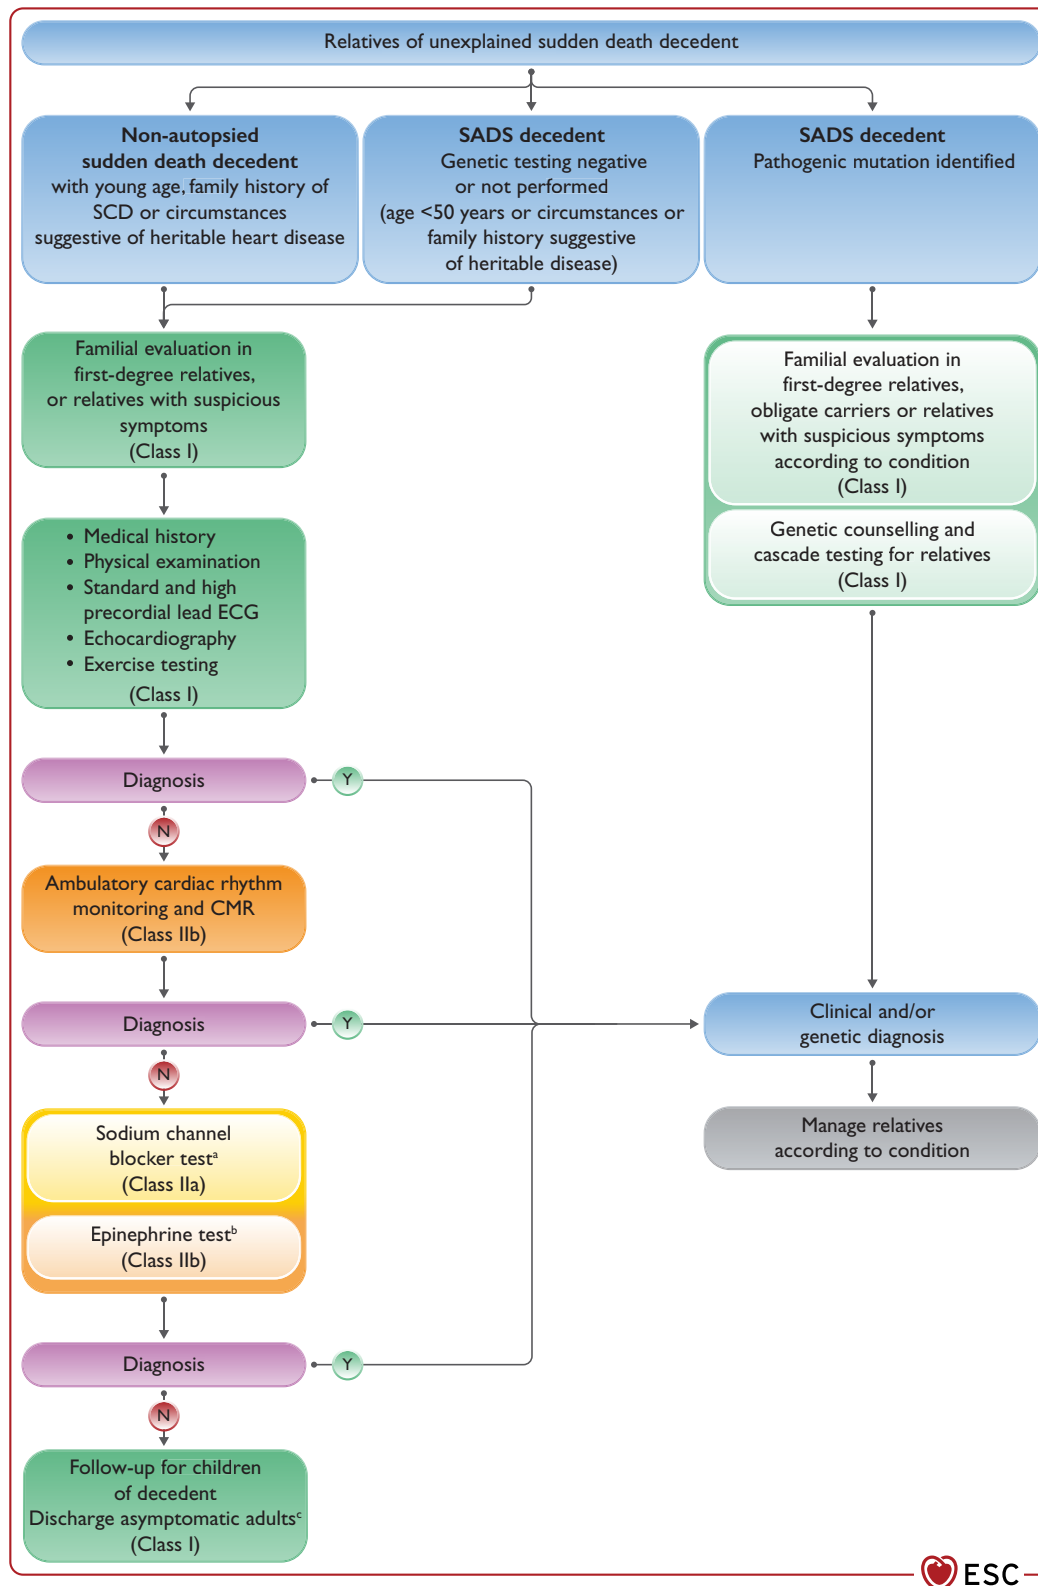 Relatives of unexplained sudden death decedent
Non-autopsied
sudden death decedent
with young age, family history of
SCD or circumstances
suggestive of heritable heart disease
SADS decedent
Genetic testing negative
or not performed
(age <50 years or circumstances or
family history suggestive
of heritable disease)
SADS decedent
Pathogenic mutation identified
Familial evaluation in
first-degree relatives,
or relatives with suspicious
symptoms
(Class I)
Familial evaluation in
first-degree relatives,
obligate carriers or relatives
with suspicious symptoms
according to condition
(Class I)
Genetic counselling and
cascade testing for relatives
(Class I)
• Medical history
• Physical examination
• Standard and high
precordial lead ECG
• Echocardiography
• Exercise testing
(Class I)
Diagnosis
Y
N
Ambulatory cardiac rhythm
monitoring and CMR
(Class IIb)
Diagnosis
Y
Clinical and/or
genetic diagnosis
N
Manage relatives
according to condition
Sodium channel
blocker testᵃ
(Class IIa)
Epinephrine testᵇ
(Class IIb)
Diagnosis
Y
N
Follow-up for children
of decedent
Discharge asymptomatic adultsᶜ
(Class I)
ESC